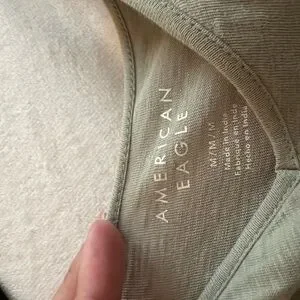 AMERICAN
EAGLE
M/M/M
Made in India
Fabriqué en Inde
Hecho en India